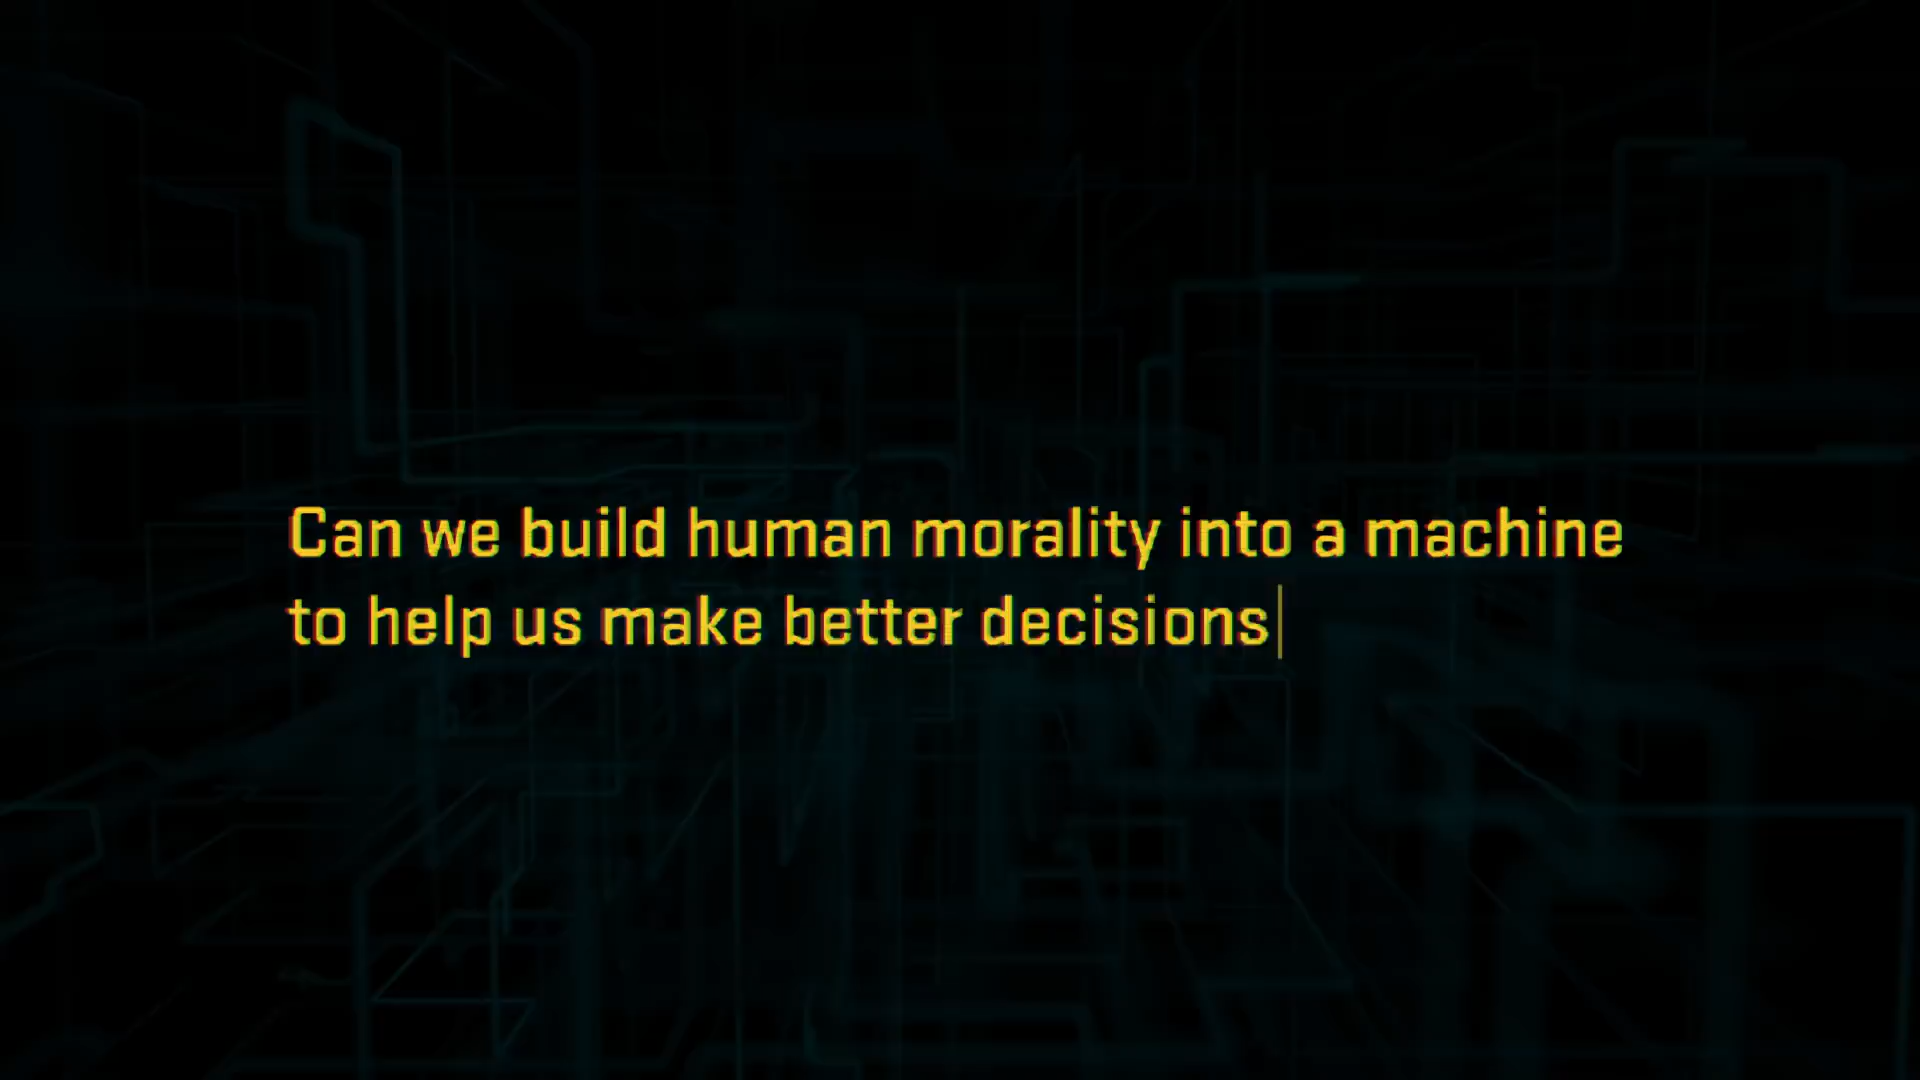 Can we build human morality into a machine
to help us make better decisions